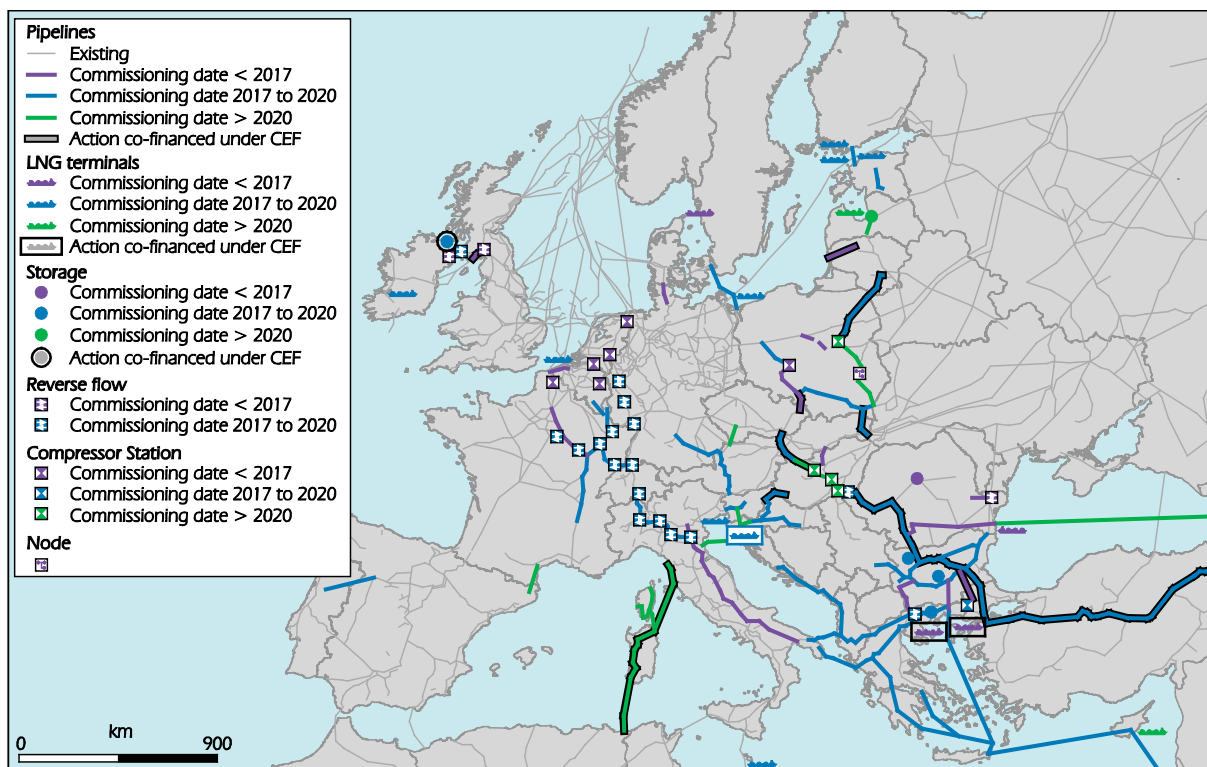 Pipelines
Existing
Commissioning date < 2017
Commissioning date 2017 to 2020
Commissioning date > 2020
Action co-financed under CEF
LNG terminals
Commissioning date < 2017
Commissioning date 2017 to 2020
Commissioning date > 2020
Action co-financed under CEF
Storage
Commissioning date < 2017
Commissioning date 2017 to 2020
Commissioning date > 2020
Action co-financed under CEF
Reverse flow
Commissioning date < 2017
Commissioning date 2017 to 2020
Compressor Station
Commissioning date < 2017
Commissioning date 2017 to 2020
Commissioning date > 2020
Node
km
0 900